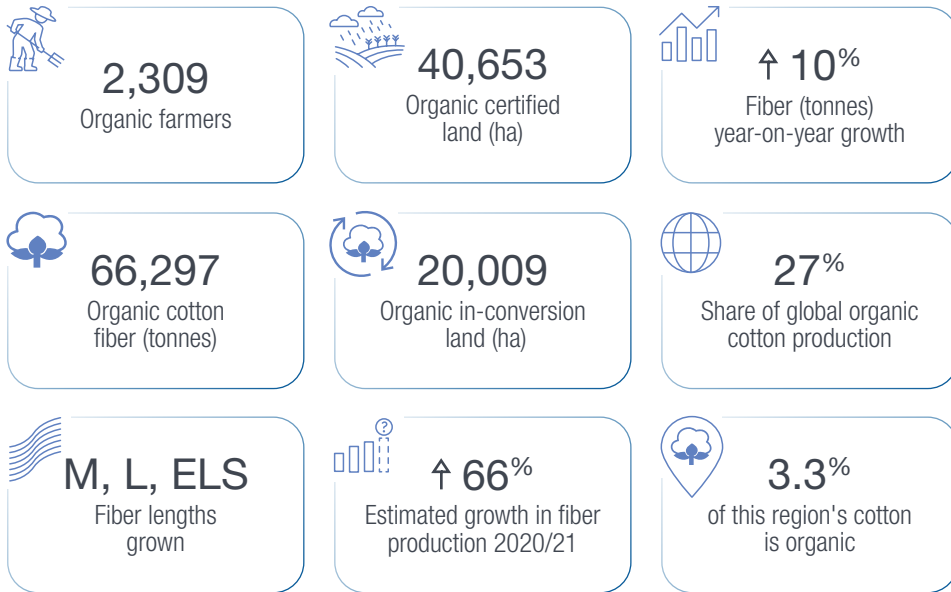 2,309
Organic farmers
40,653
Organic certified
land (ha)
↑ 10%
Fiber (tonnes)
year-on-year growth
66,297
Organic cotton
fiber (tonnes)
20,009
Organic in-conversion
land (ha)
27%
Share of global organic
cotton production
M, L, ELS
Fiber lengths
grown
?
↑ 66%
Estimated growth in fiber
production 2020/21
3.3%
of this region's cotton
is organic